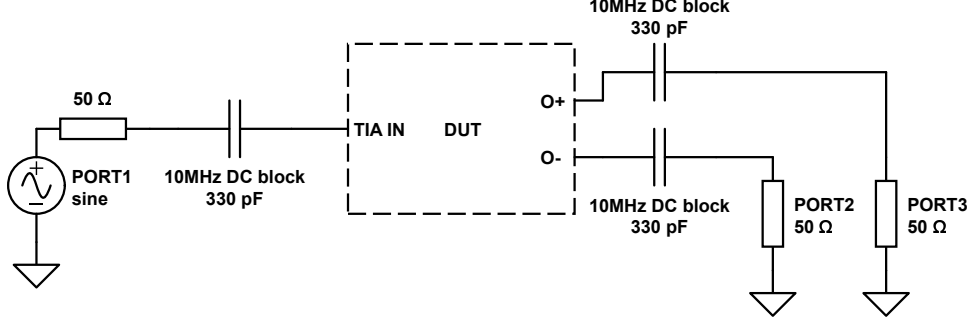 10MHz DC block
330 pF
50 Ω
O+
TIA IN
DUT
O-
PORT1
sine
10MHz DC block
330 pF
10MHz DC block
330 pF
PORT2
50 Ω
PORT3
50 Ω